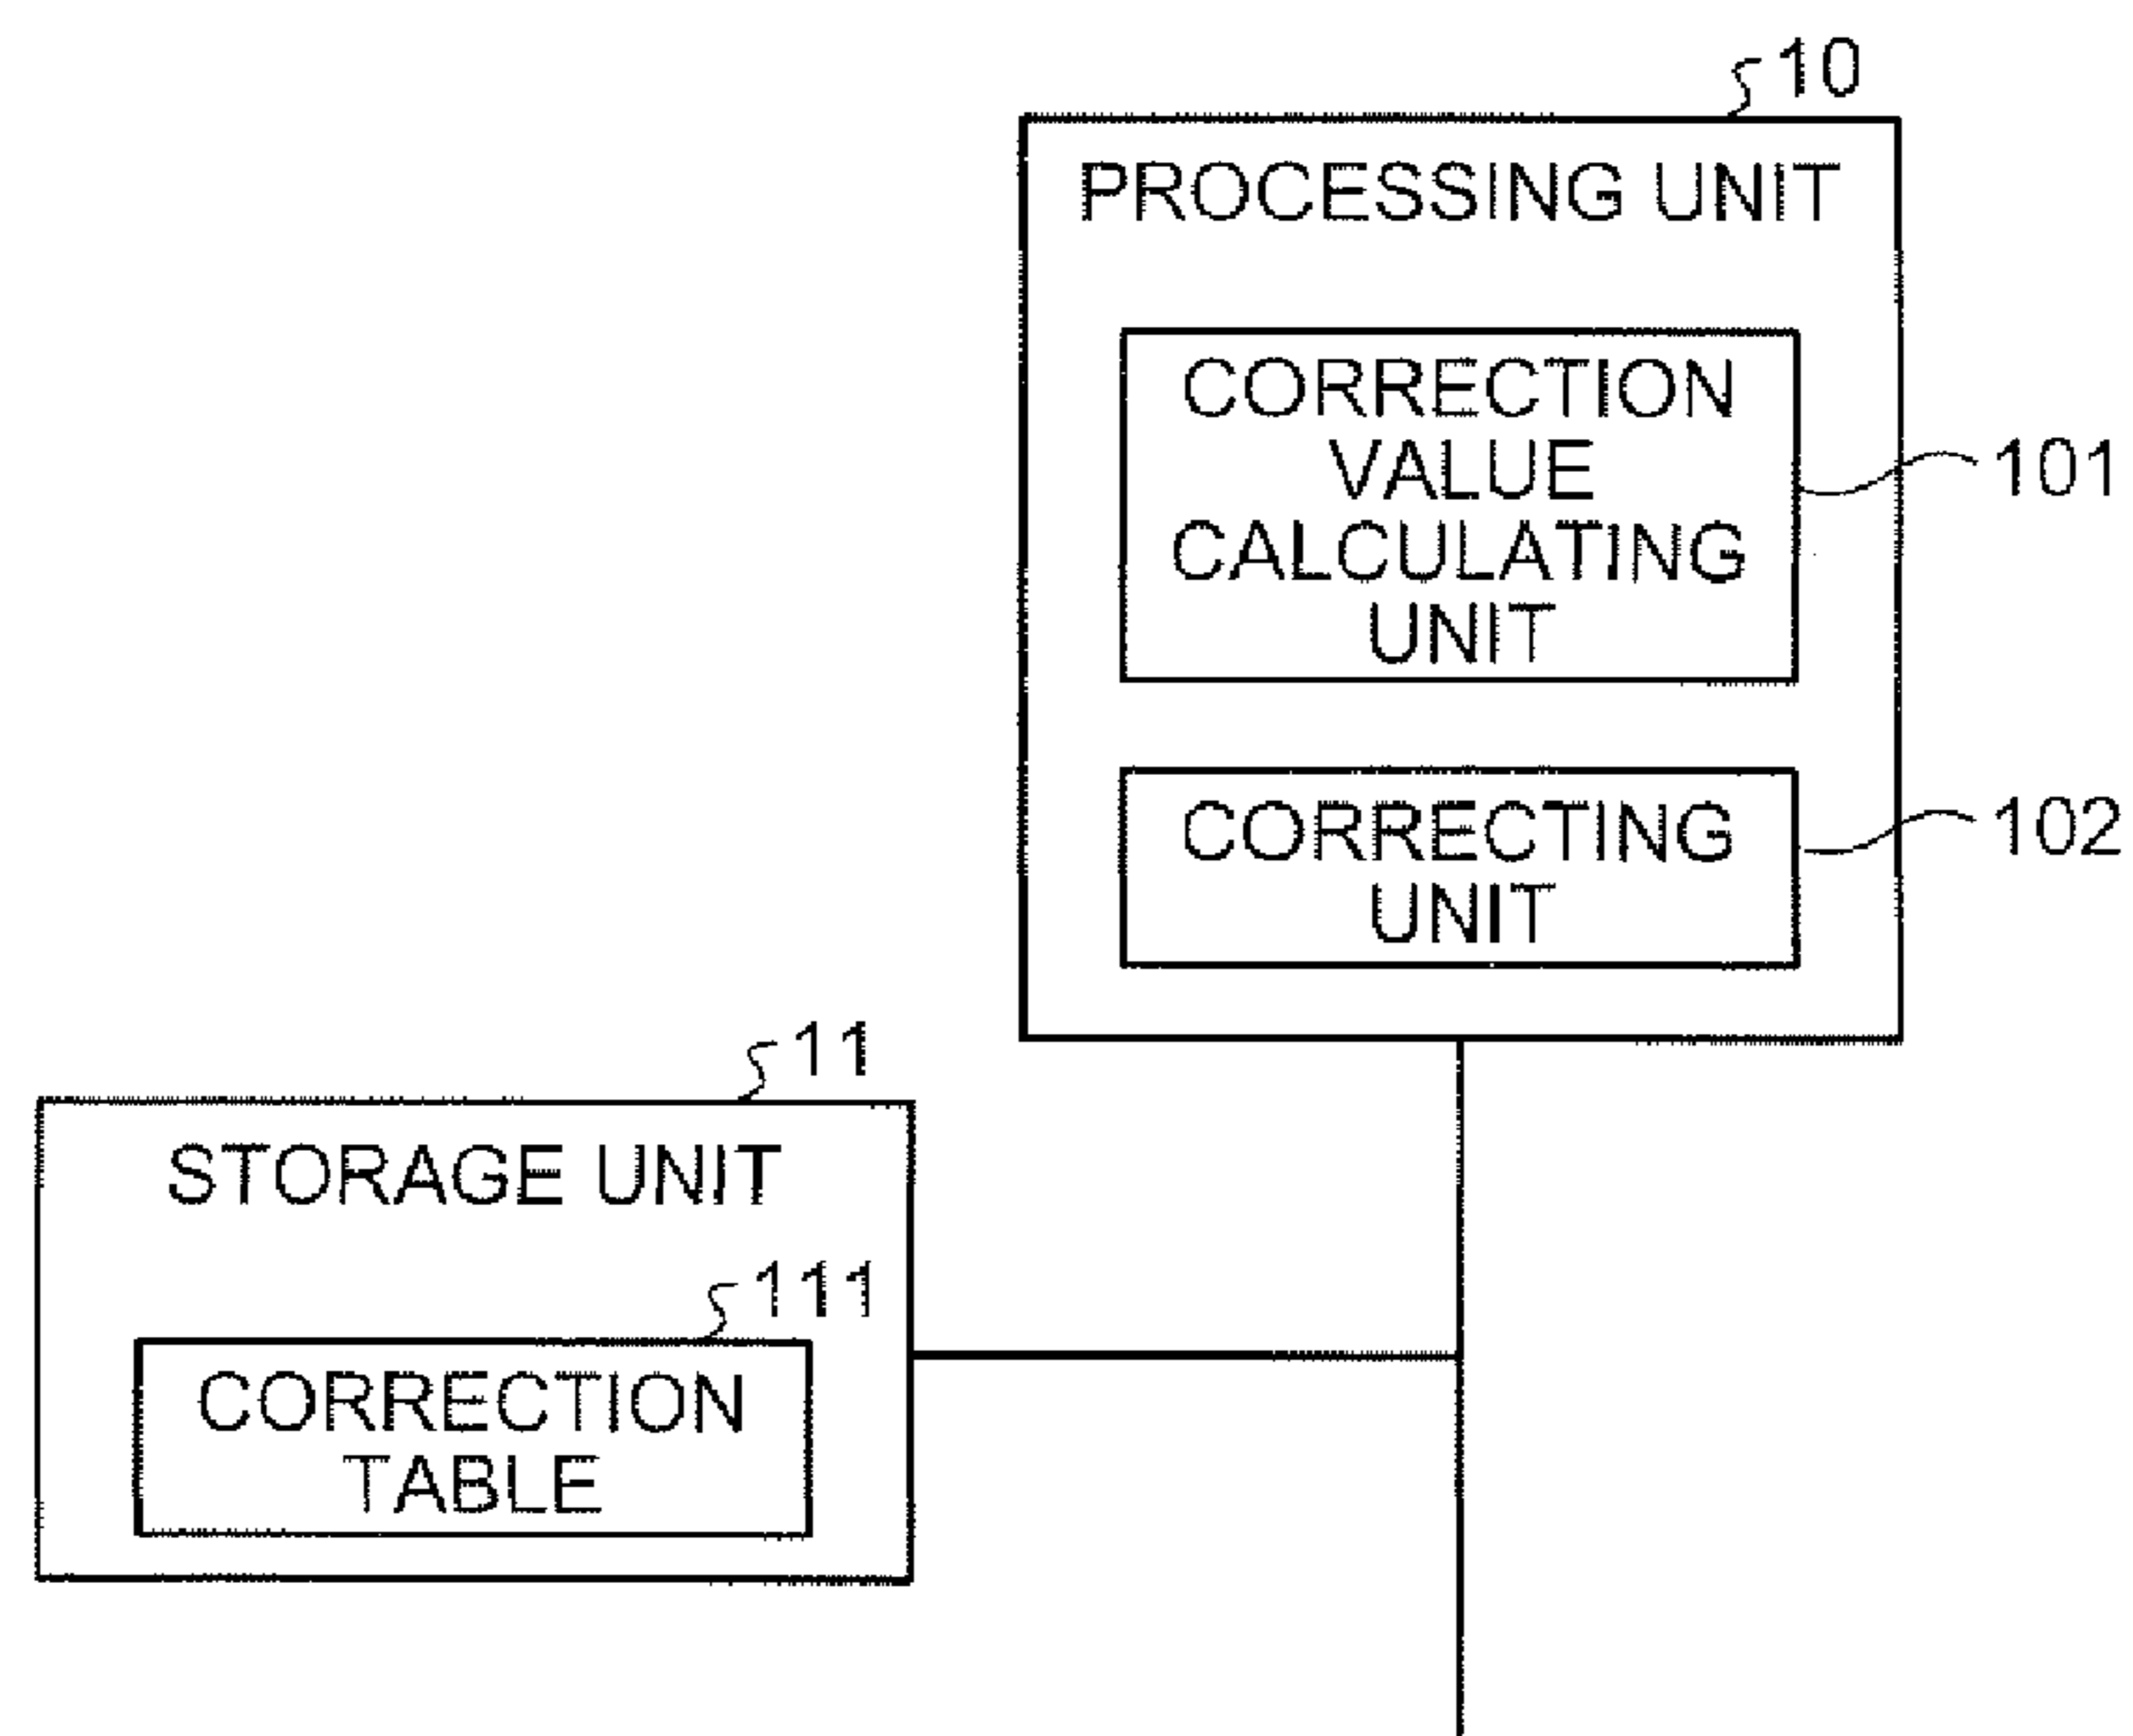 10
PROCESSING UNIT
CORRECTION
VALUE
CALCULATING
UNIT
101
CORRECTING
UNIT
102
11
STORAGE UNIT
111
CORRECTION
TABLE